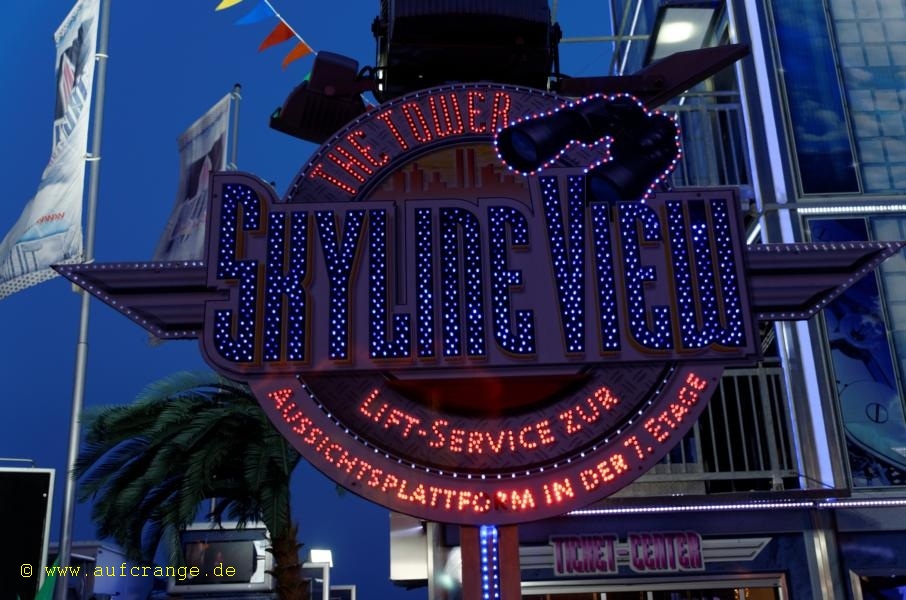 THE TOWER
SKYLINE VIEW
LIFT-SERVICE ZUR
AUSSICHTSPLATTFORM IN DER 7. ETAGE
TICKET-CENTER
© www.aufcrange.de